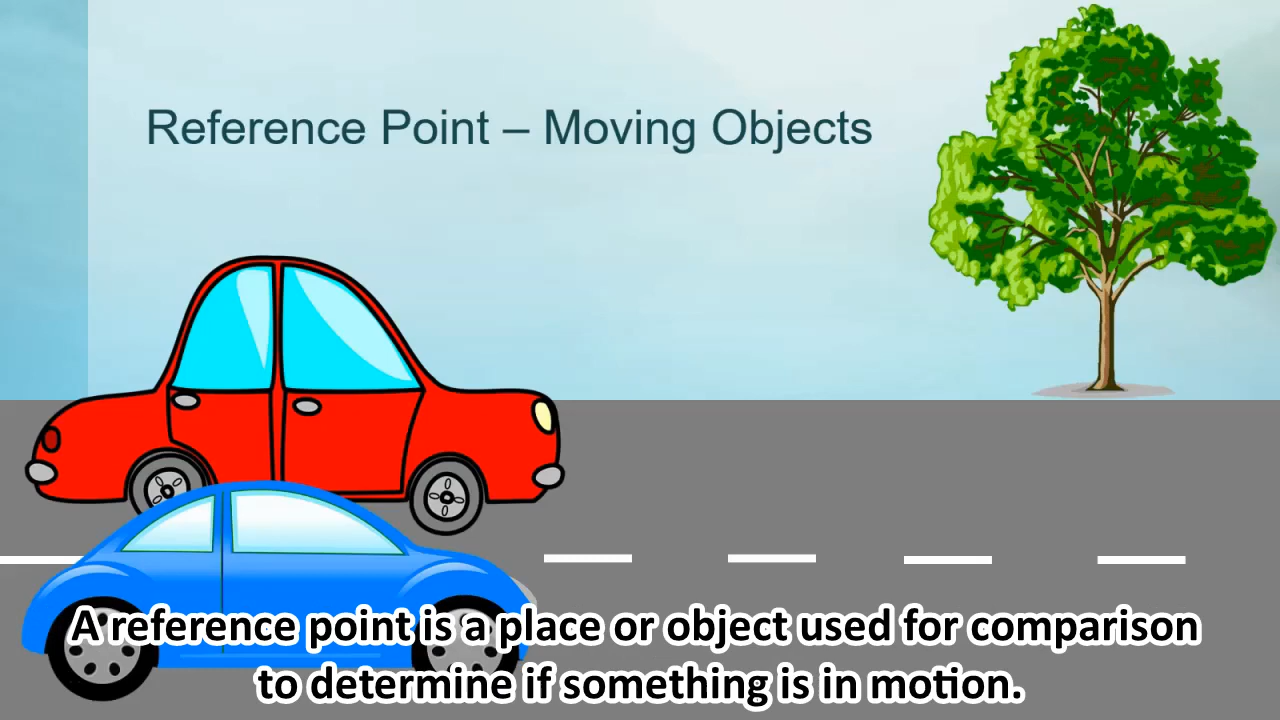 Reference Point – Moving Objects
A reference point is a place or object used for comparison
to determine if something is in motion.